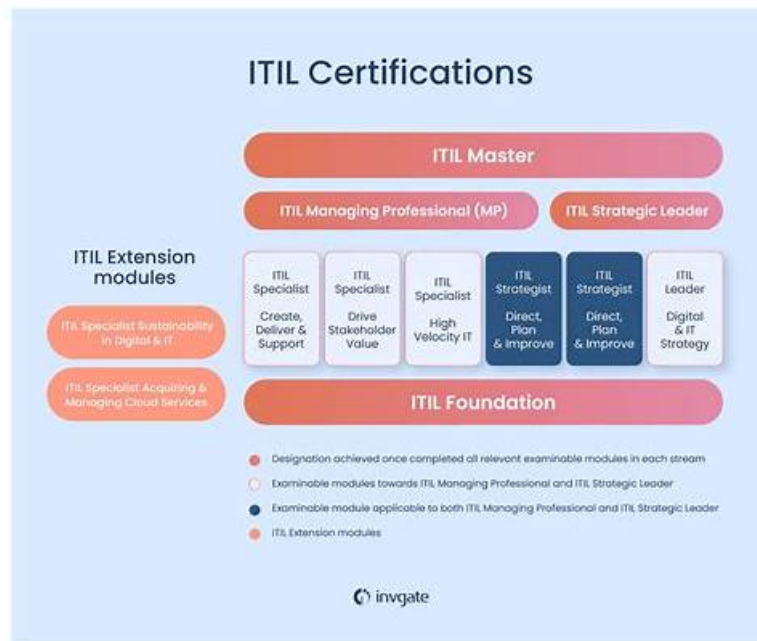 ITIL Certifications
ITIL Master
ITIL Managing Professional (MP)
ITIL Strategic Leader
ITIL Extension
modules
ITIL Specialist Sustainability
in Digital & IT
ITIL Specialist Acquiring &
Managing Cloud Services
ITIL
Specialist
Create,
Deliver &
Support
ITIL
Specialist
Drive
Stakeholder
Value
ITIL
Specialist
High
Velocity IT
ITIL
Strategist
Direct,
Plan
& Improve
ITIL
Strategist
Direct,
Plan
& Improve
ITIL
Leader
Digital
& IT
Strategy
ITIL Foundation
Designation achieved once completed all relevant examinable modules in each stream
Examinable modules towards ITIL Managing Professional and ITIL Strategic Leader
Examinable module applicable to both ITIL Managing Professional and ITIL Strategic Leader
ITIL Extension modules
invgate